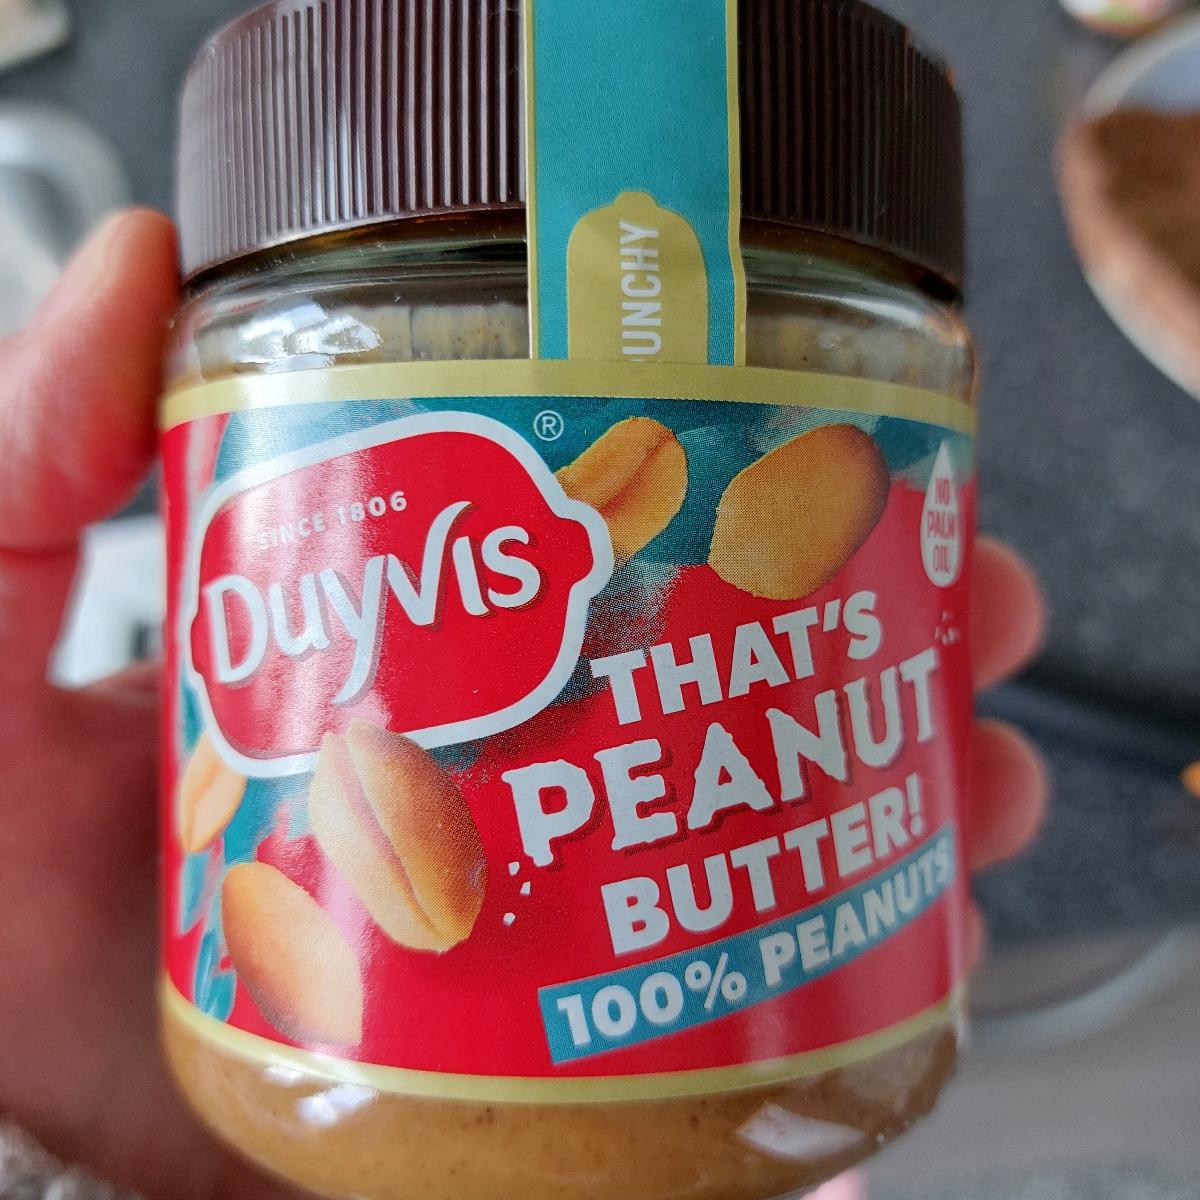 UNCHY
®
SINCE 1806
Duyvis
NO
PALM
OIL!
THAT'S
PEANUT
BUTTER!
100% PEANUTS